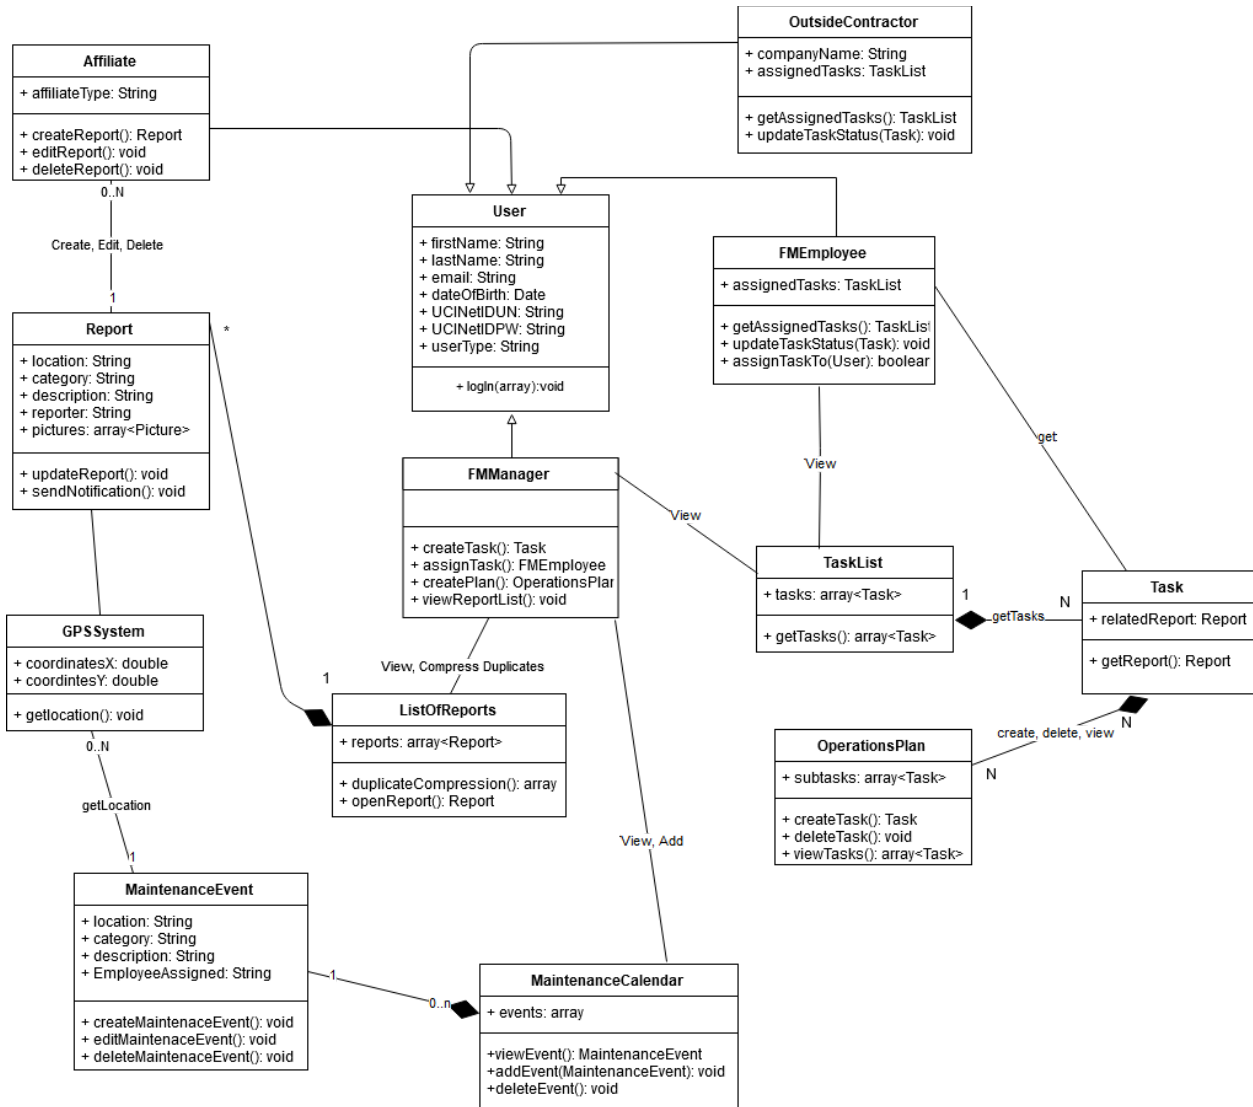 OutsideContractor
+ companyName: String
+ assignedTasks: TaskList
+ getAssignedTasks(): TaskList
+ updateTaskStatus(Task): void
Affiliate
+ affiliateType: String
+ createReport(): Report
+ editReport(): void
+ deleteReport(): void
0..N
Create, Edit, Delete
1
User
+ firstName: String
+ lastName: String
+ email: String
+ dateOfBirth: Date
+ UCINetIDUN: String
+ UCINetIDPW: String
+ userType: String
+ logIn(array):void
FMEmployee
+ assignedTasks: TaskList
+ getAssignedTasks(): TaskList
+ updateTaskStatus(Task): void
+ assignTaskTo(User): boolear
Report
+ location: String
+ category: String
+ description: String
+ reporter: String
+ pictures: array<Picture>
+ updateReport(): void
+ sendNotification(): void
*
get
View
View
FMManager
+ createTask(): Task
+ assignTask(): FMEmployee
+ createPlan(): OperationsPlan
+ viewReportList(): void
TaskList
+ tasks: array<Task>
+ getTasks(): array<Task>
1
getTasks
N
Task
+ relatedReport: Report
+ getReport(): Report
GPSSystem
+ coordinatesX: double
+ coordintesY: double
+ getlocation(): void
0..N
getLocation
1
View, Compress Duplicates
1
ListOfReports
+ reports: array<Report>
+ duplicateCompression(): array
+ openReport(): Report
N
create, delete, view
N
OperationsPlan
+ subtasks: array<Task>
+ createTask(): Task
+ deleteTask(): void
+ viewTasks(): array<Task>
View, Add
MaintenanceEvent
+ location: String
+ category: String
+ description: String
+ EmployeeAssigned: String
+ createMaintenaceEvent(): void
+ editMaintenaceEvent(): void
+ deleteMaintenaceEvent(): void
1
0..n
MaintenanceCalendar
+ events: array
+viewEvent(): MaintenanceEvent
+addEvent(MaintenanceEvent): void
+deleteEvent(): void